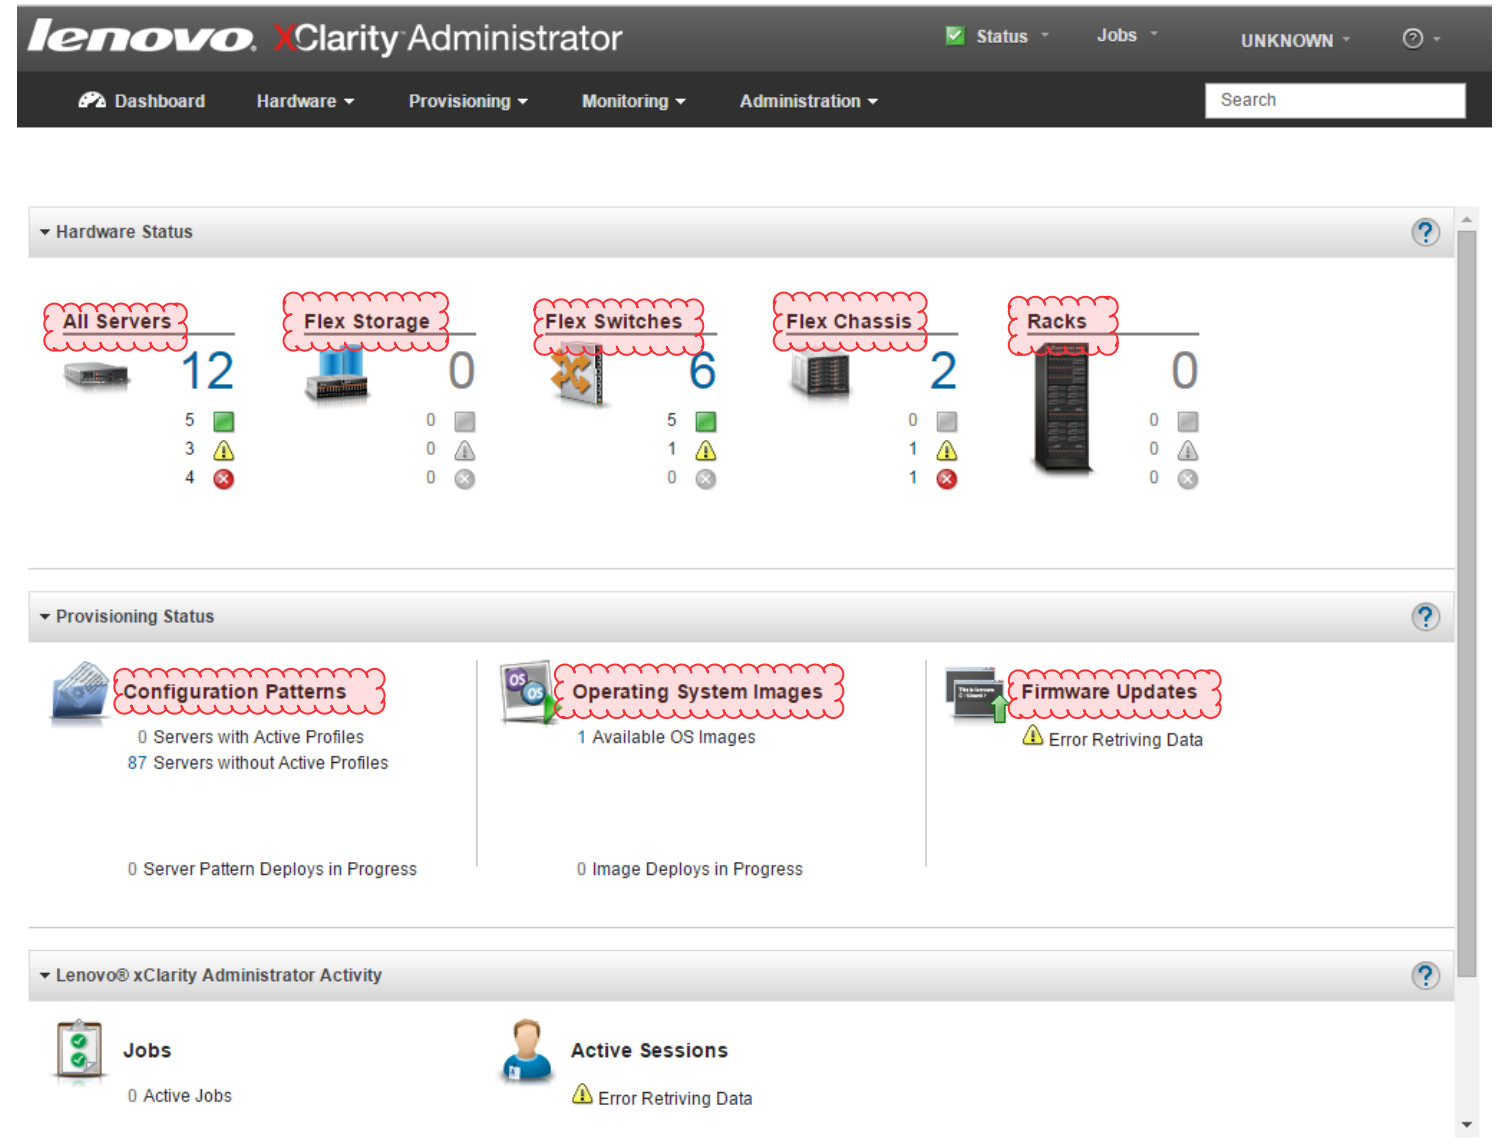 lenovo. XClarity Administrator
Status Jobs UNKNOWN ?
Dashboard Hardware Provisioning Monitoring Administration Search
Hardware Status ?
All Servers Flex Storage Flex Switches Flex Chassis Racks
12 0 6 2 0
5 0 5 0 0
3 0 1 1 0
4 0 0 1 0
Provisioning Status ?
OS OS
Configuration Patterns Operating System Images Firmware Updates
0 Servers with Active Profiles 1 Available OS Images Error Retriving Data
87 Servers without Active Profiles
0 Server Pattern Deploys in Progress 0 Image Deploys in Progress
Lenovo® xClarity Administrator Activity ?
Jobs Active Sessions
0 Active Jobs Error Retriving Data